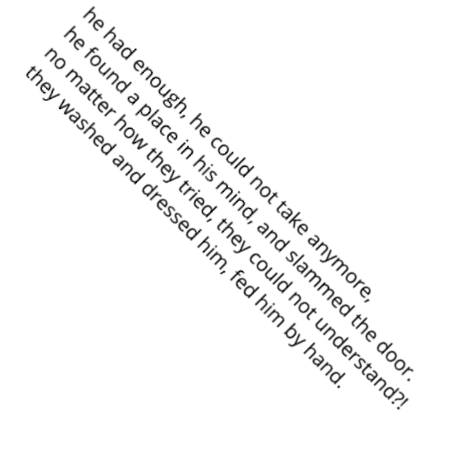 he had enough, he could not take anymore,
he found a place in his mind, and slammed the door.
no matter how they tried, they could not understand?!
they washed and dressed him, fed him by hand.